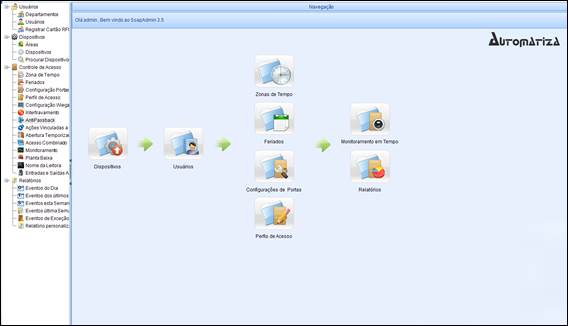 Navegação
Olá admin, Bem vindo ao SoapAdmin 3.5
Automatiza
Usuários
Departamentos
Usuários
Registrar Cartão RFI
Dispositivos
Áreas
Dispositivos
Procurar Dispositivo
Controle de Acesso
Zona de Tempo
Feriados
Configuração Portas
Perfil de Acesso
Configuração Wiega
Intertravamento
AntiPassback
Ações Vinculadas a
Abertura Temporizad
Acesso Combinado
Monitoramento
Planta Baixa
Nome da Leitora
Entradas e Saídas A
Relatórios
Eventos do Dia
Eventos dos últimos
Eventos esta Seman
Eventos última Sema
Eventos de Exceção
Relatório personaliz
Zonas de Tempo
Feriados
Monitoramento em Tempo
Dispositivos
Usuários
Configurações de Portas
Relatórios
Perfis de Acesso